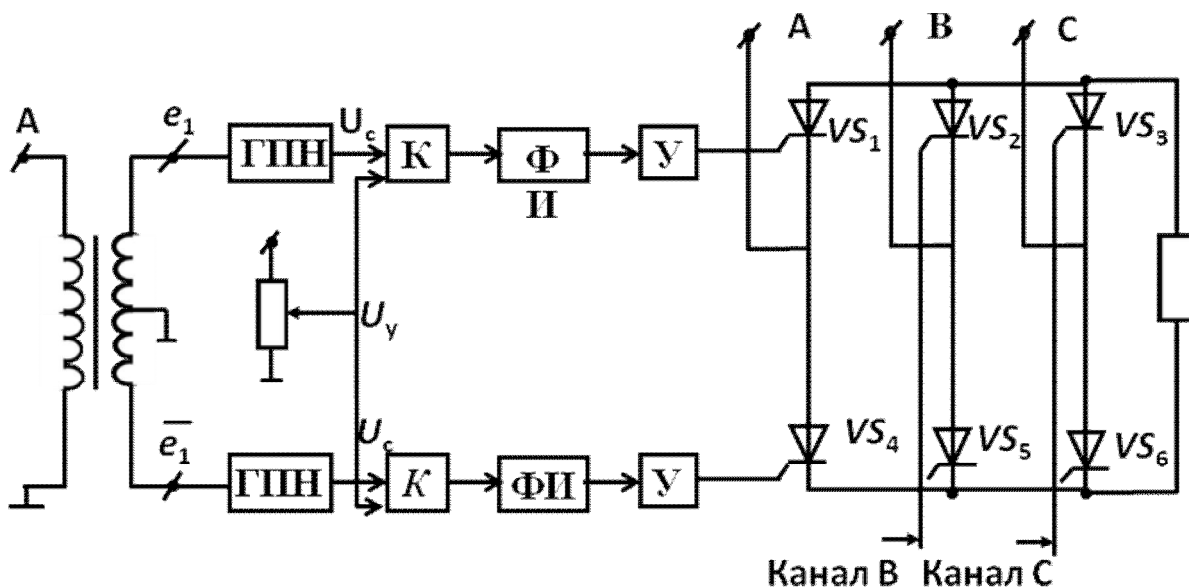 A B C
A
e₁
ГПН
Uc
К
Ф
И
У
VS₁
VS₂
VS₃
Uу
e₁
ГПН
Uc
К
ФИ
У
VS₄
VS₅
VS₆
Канал В
Канал С